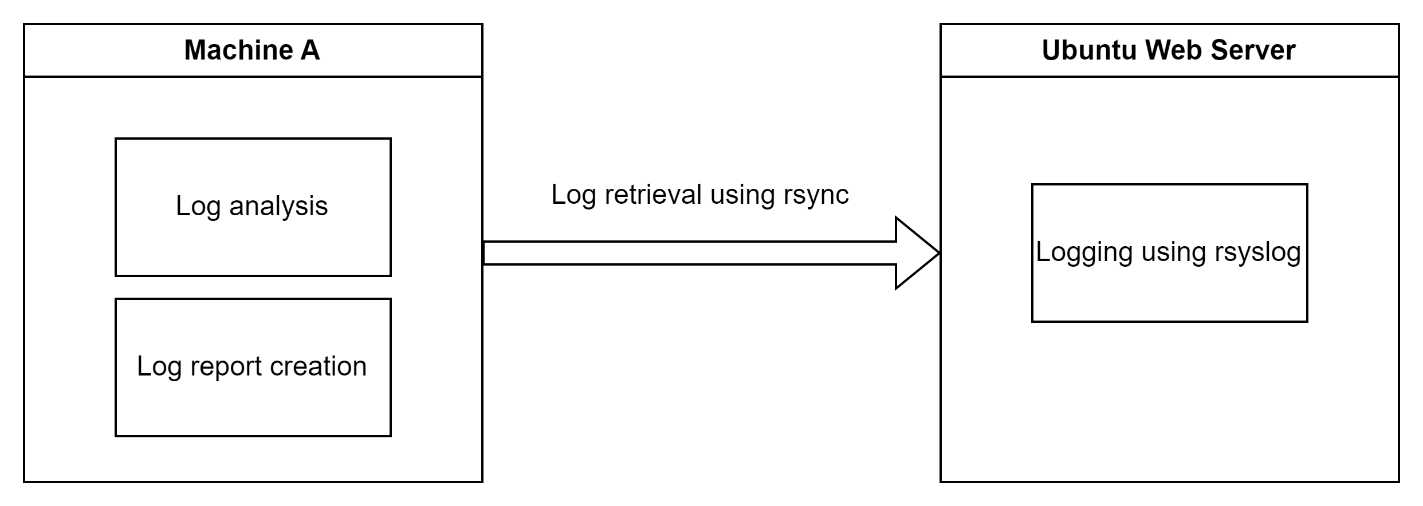 Machine A
Log analysis
Log report creation
Log retrieval using rsync
Ubuntu Web Server
Logging using rsyslog